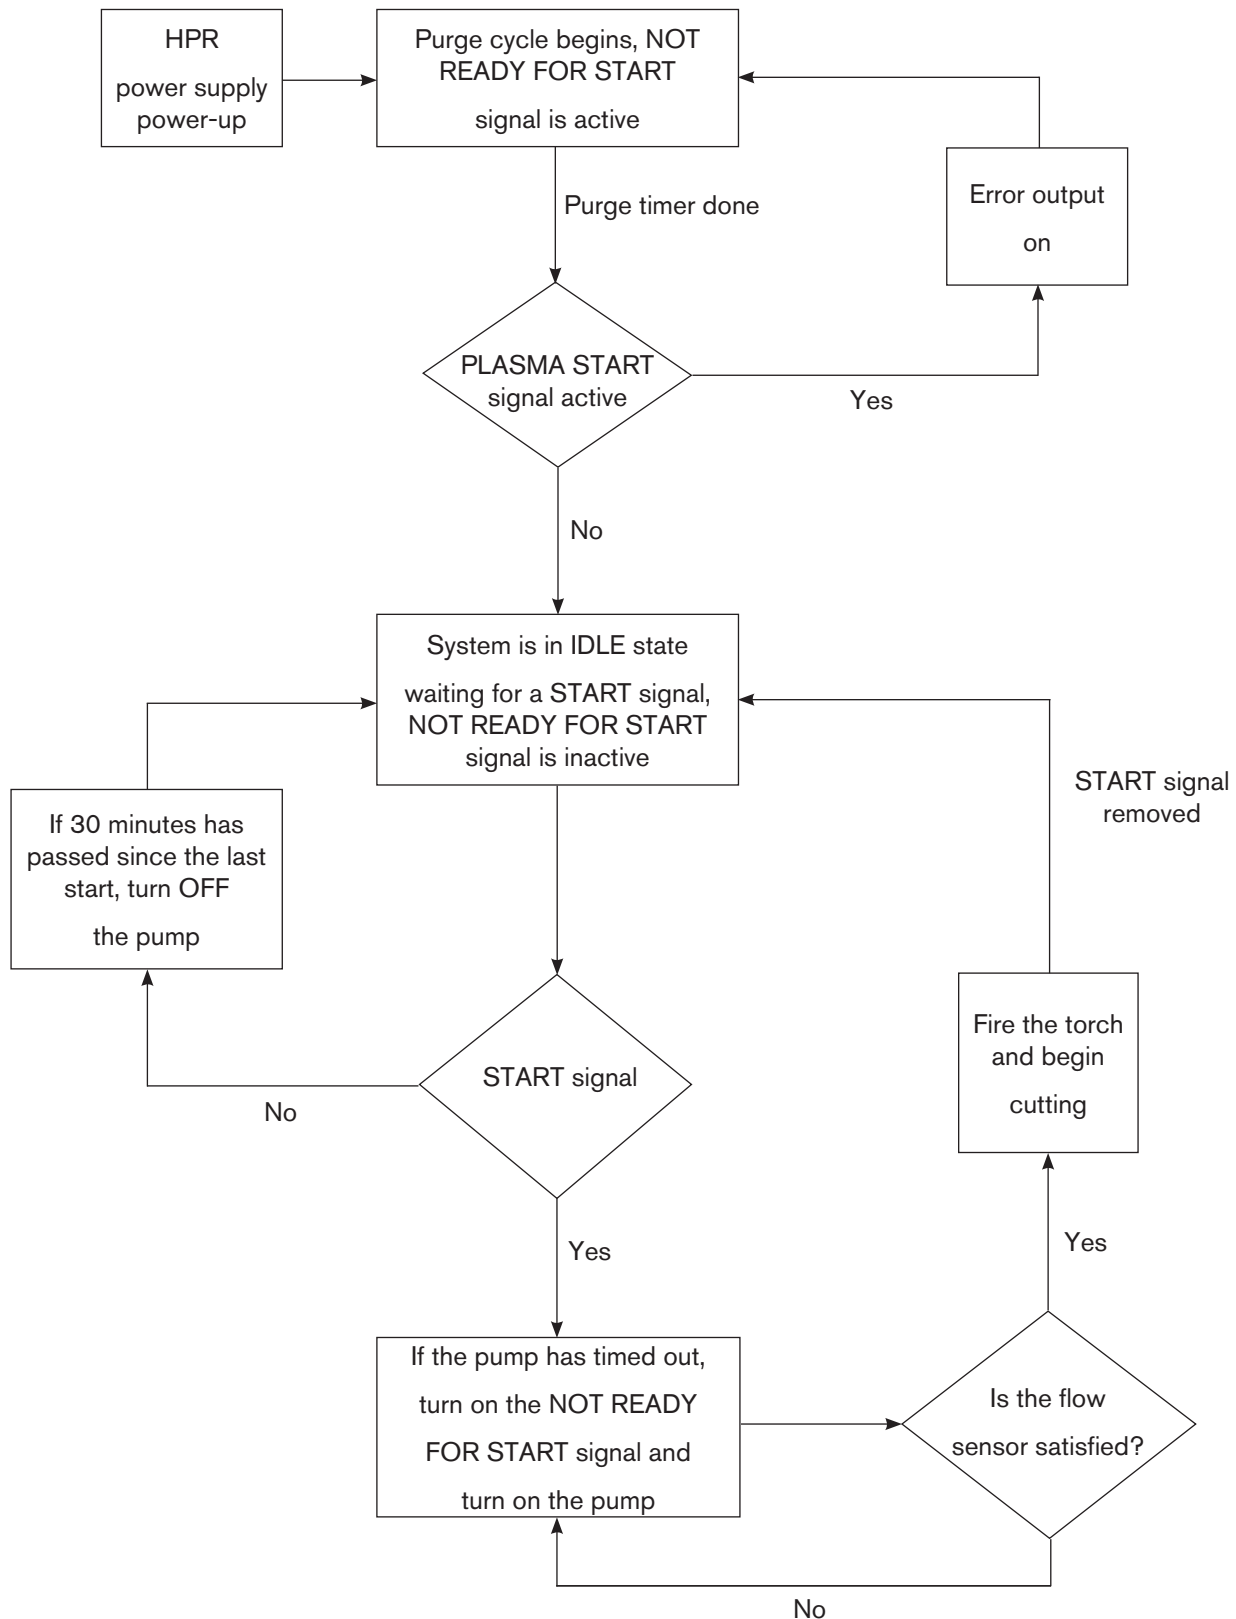 HPR
power supply
power-up
Purge cycle begins, NOT
READY FOR START
signal is active
Error output
on
Purge timer done
PLASMA START
signal active
Yes
No
System is in IDLE state
waiting for a START signal,
NOT READY FOR START
signal is inactive
START signal
removed
If 30 minutes has
passed since the last
start, turn OFF
the pump
START signal
No
Fire the torch
and begin
cutting
Yes
Yes
If the pump has timed out,
turn on the NOT READY
FOR START signal and
turn on the pump
Is the flow
sensor satisfied?
No